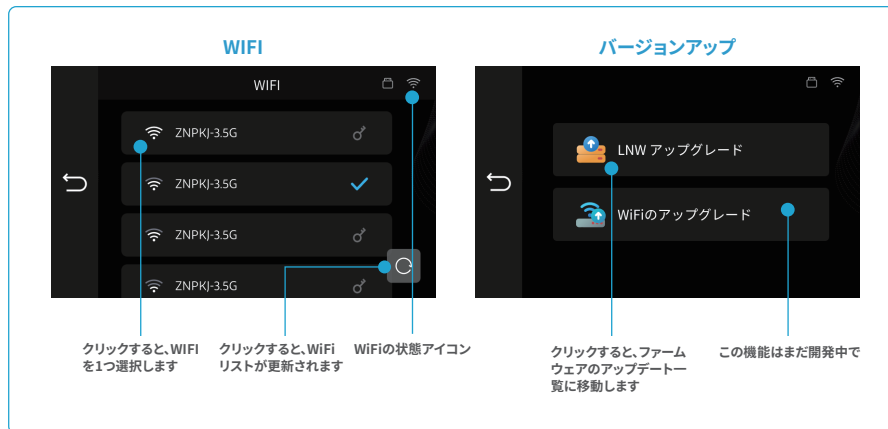 WIFI
WIFI
ZNPKJ-3.5G
ZNPKJ-3.5G
ZNPKJ-3.5G
ZNPKJ-3.5G
クリックすると、WIFI
を1つ選択します
クリックすると、WiFi
リストが更新されます
WiFiの状態アイコン
バージョンアップ
LNW アップグレード
WiFiのアップグレード
クリックすると、ファーム
ウェアのアップデート一
覧に移動します
この機能はまだ開発中で